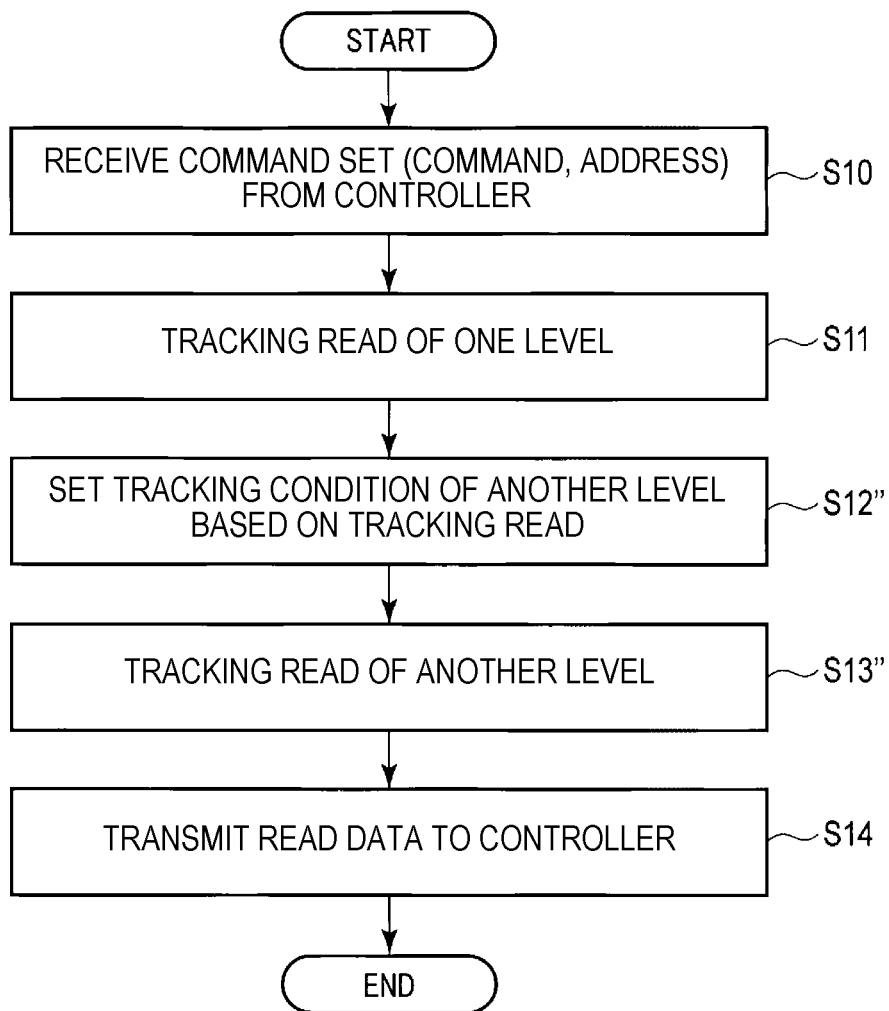 START
RECEIVE COMMAND SET (COMMAND, ADDRESS)
FROM CONTROLLER
S10
TRACKING READ OF ONE LEVEL
S11
SET TRACKING CONDITION OF ANOTHER LEVEL
BASED ON TRACKING READ
S12”
TRACKING READ OF ANOTHER LEVEL
S13”
TRANSMIT READ DATA TO CONTROLLER
S14
END